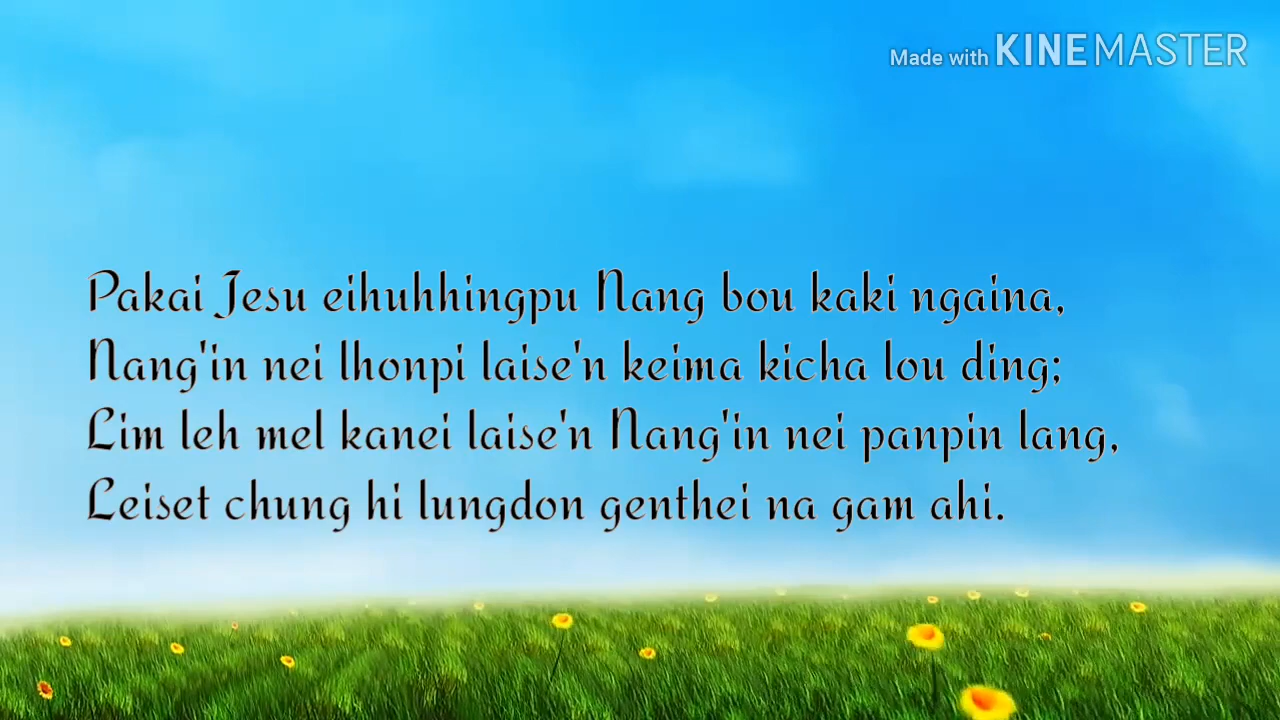 Made with KINEMASTER
Pakai Jesu eihuhhingpu Nang bou kaki ngaina,
Nang'in nei lhonpi laise'n keima kicha lou ding;
Lim leh mel kanei laise'n Nang'in nei panpin lang,
Leiset chung hi lungdon genthei na gam ahi.